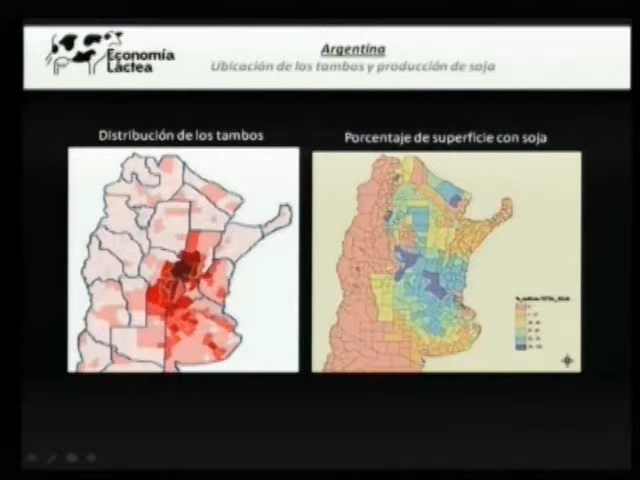 Economía
Láctea
Argentina
Ubicación de los tambos y producción de soja
Distribución de los tambos
Porcentaje de superficie con soja